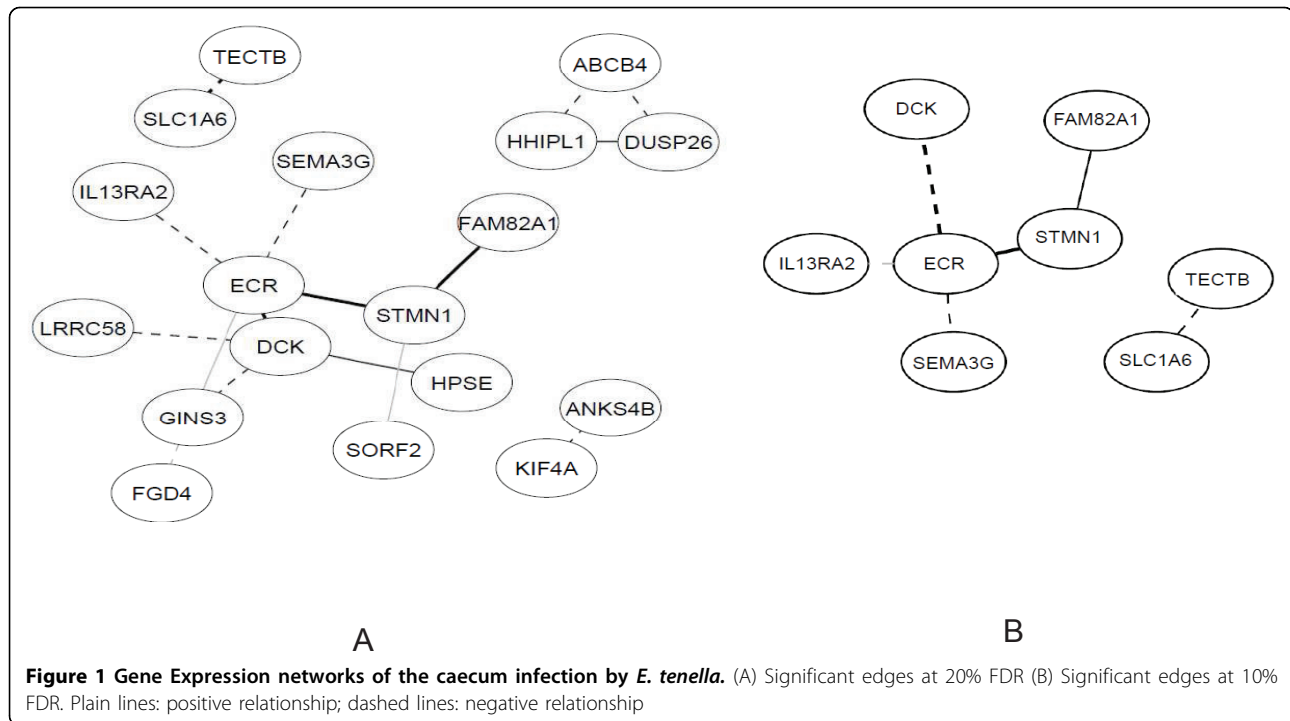 TECTB
SLC1A6
ABCB4
HHIPL1
DUSP26
SEMA3G
IL13RA2
FAM82A1
ECR
STMN1
LRRC58
DCK
HPSE
GINS3
ANKS4B
SORF2
KIF4A
FGD4
A
DCK
FAM82A1
STMN1
IL13RA2
ECR
TECTB
SEMA3G
SLC1A6
B
Figure 1 Gene Expression networks of the caecum infection by E. tenella. (A) Significant edges at 20% FDR (B) Significant edges at 10%
FDR. Plain lines: positive relationship; dashed lines: negative relationship